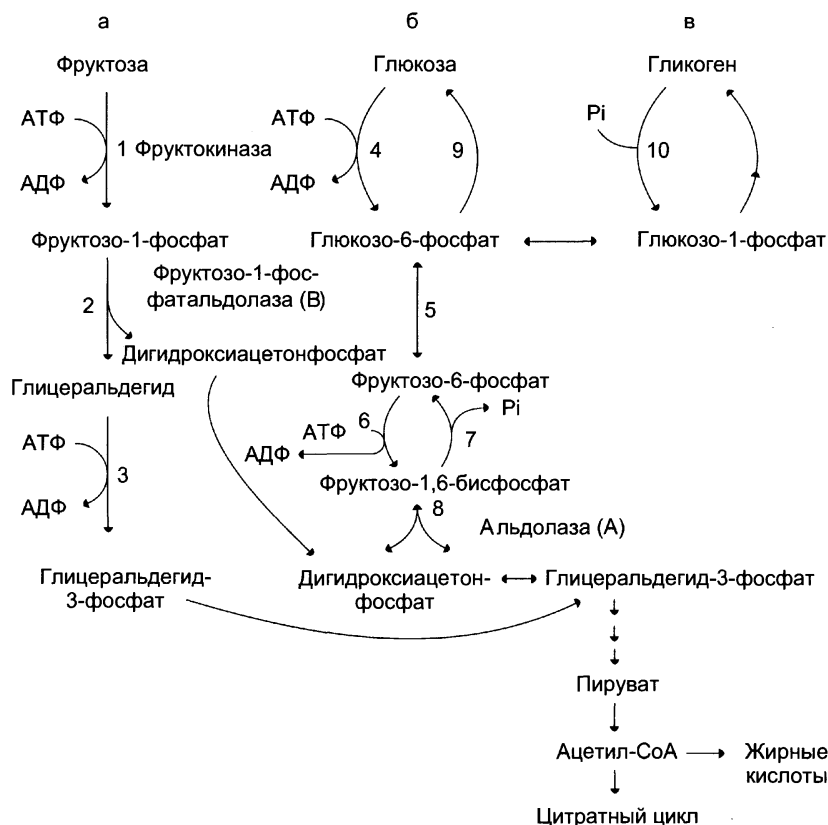 а б в
Фруктоза Глюкоза Гликоген
АТФ АТФ Pi
1 Фруктокиназа 4 9 10
АДФ АДФ
Фруктозо-1-фосфат Глюкозо-6-фосфат Глюкозо-1-фосфат
Фруктозо-1-фос-
фатальдолаза (В)
2 5
Дигидроксиацетонфосфат
Глицеральдегид Фруктозо-6-фосфат
АТФ АТФ 6 Pi
3 АДФ 7
АДФ Фруктозо-1,6-бисфосфат
8
Альдолаза (А)
Глицеральдегид-
3-фосфат
Дигидроксиацетон-
фосфат
Глицеральдегид-3-фосфат
Пируват
Ацетил-СоА Жирные
кислоты
Цитратный цикл